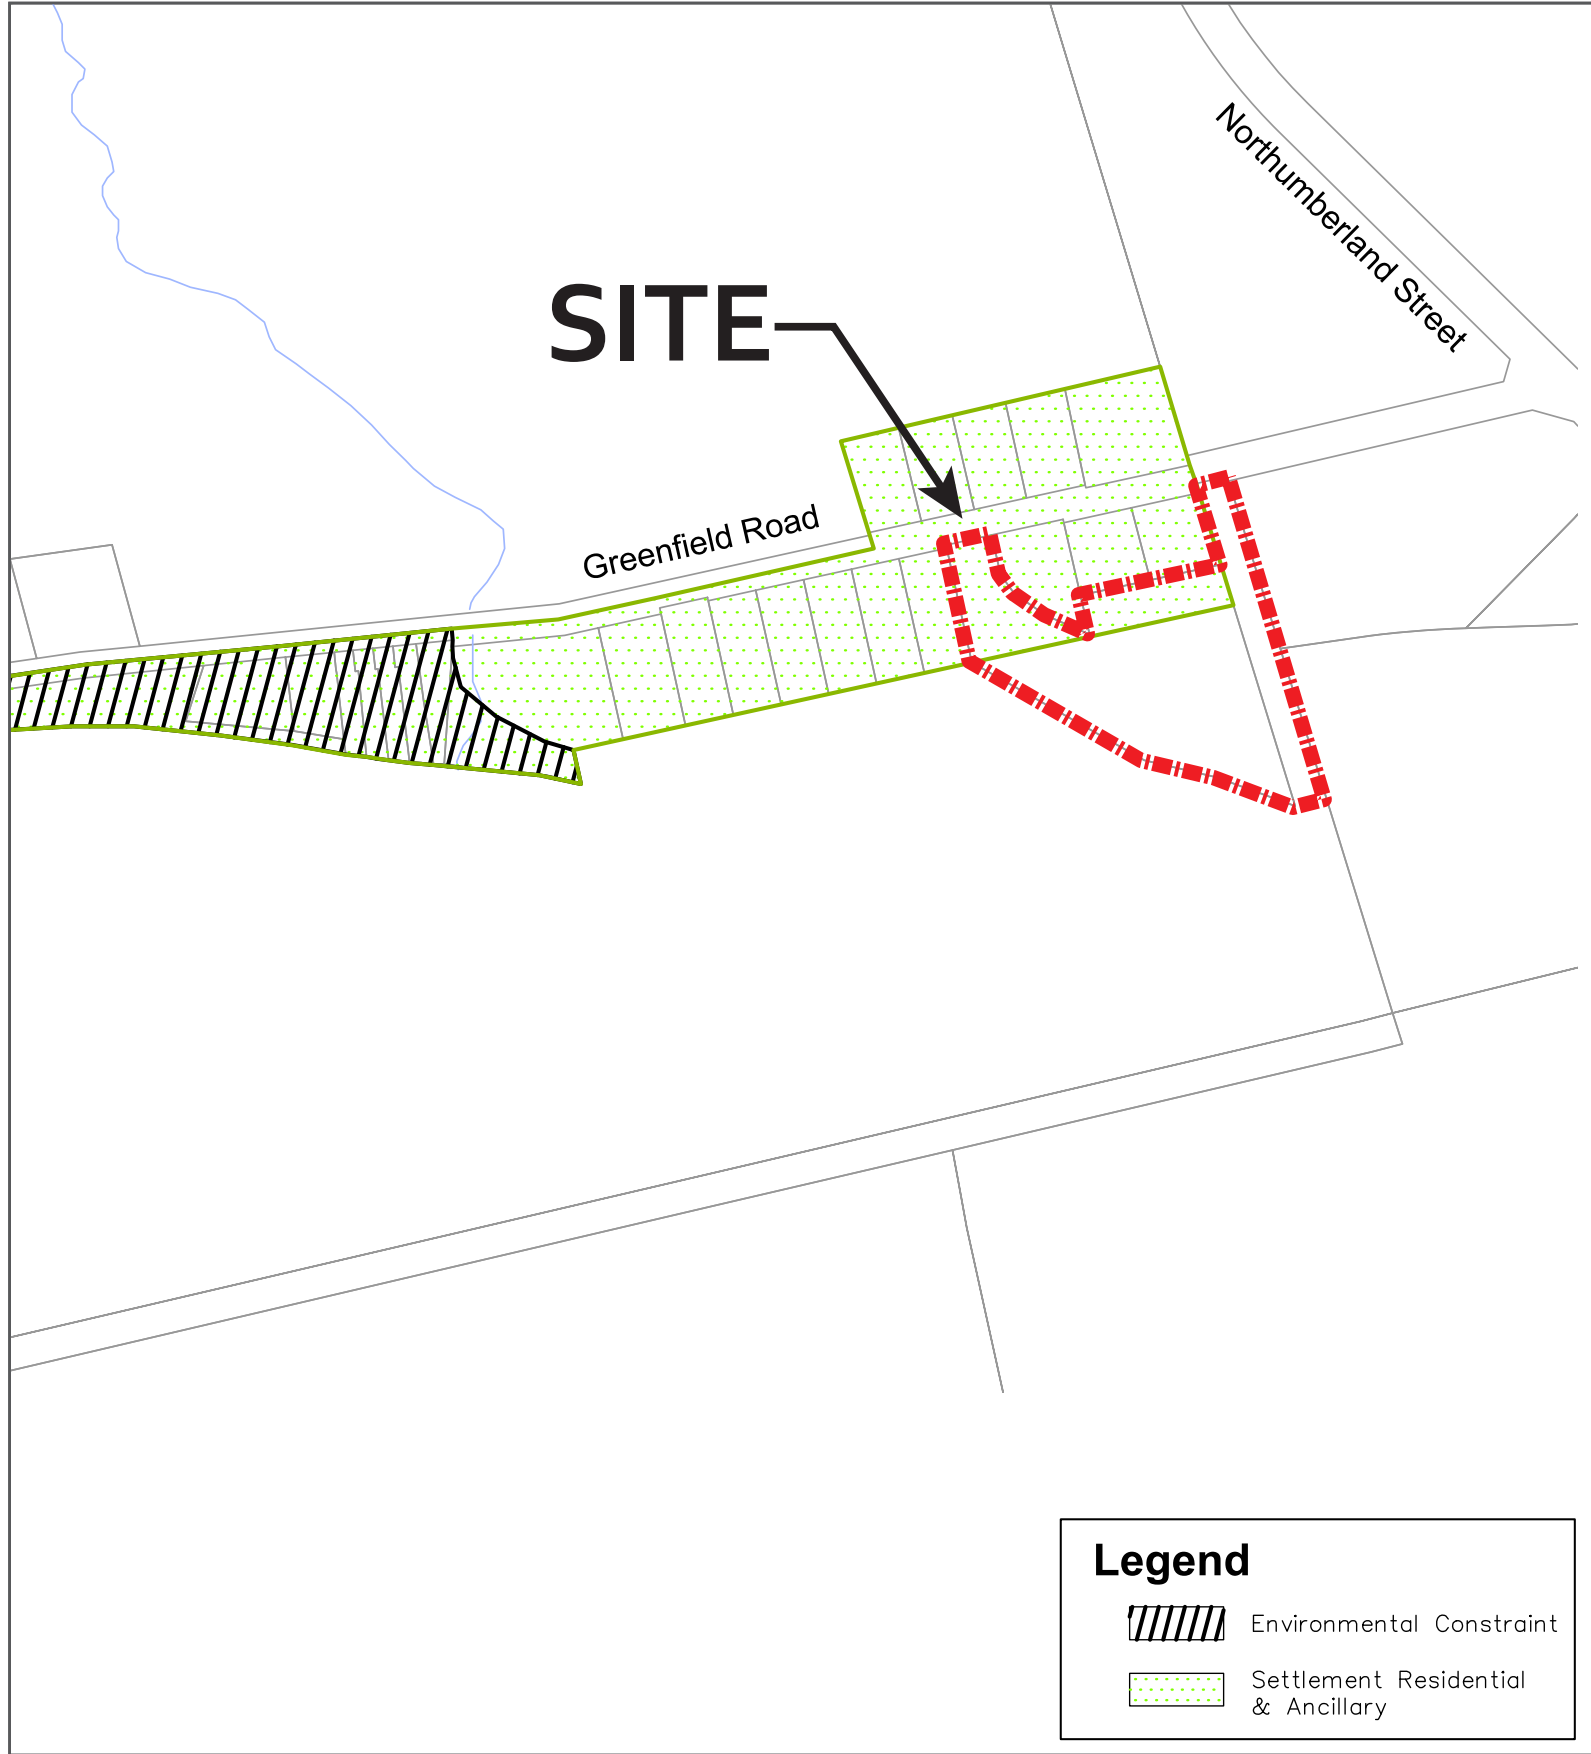 Northumberland Street
SITE
Greenfield Road
Legend
Environmental Constraint
Settlement Residential
& Ancillary